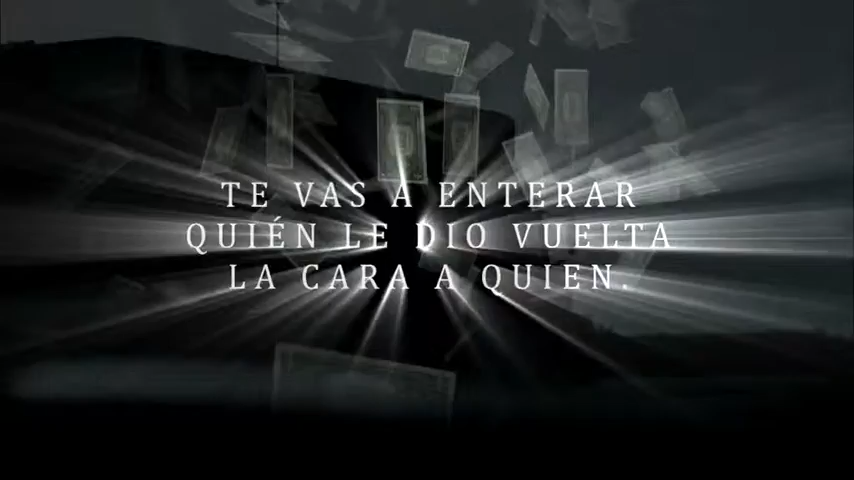 TE VAS A ENTERAR
QUIÉN LE DIO VUELTA
LA CARA A QUIEN.